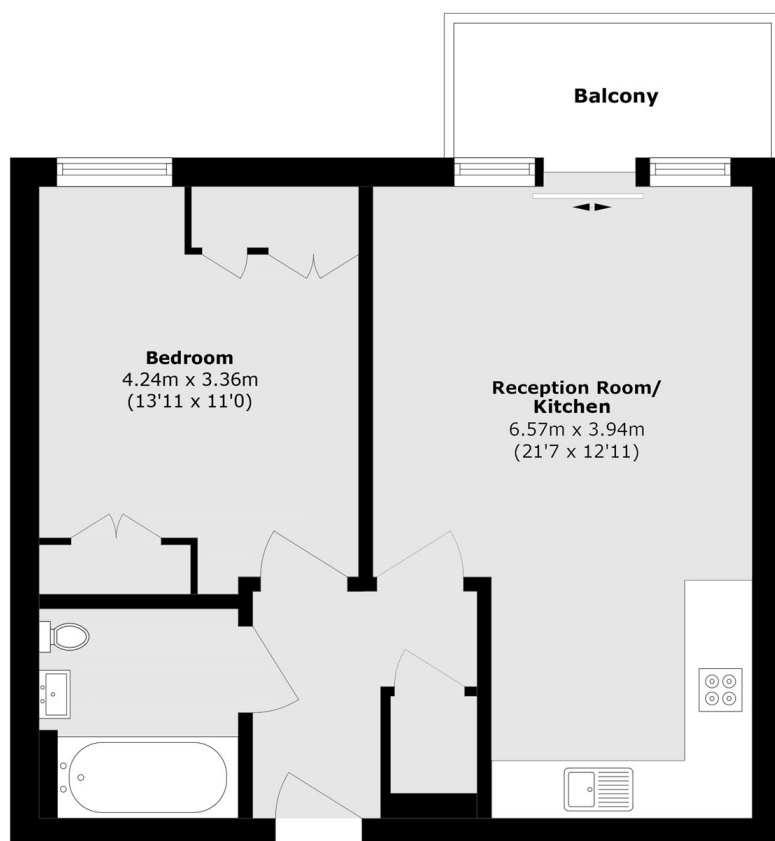 Balcony
Bedroom
4.24m x 3.36m
(13'11 x 11'0)
Reception Room/
Kitchen
6.57m x 3.94m
(21'7 x 12'11)